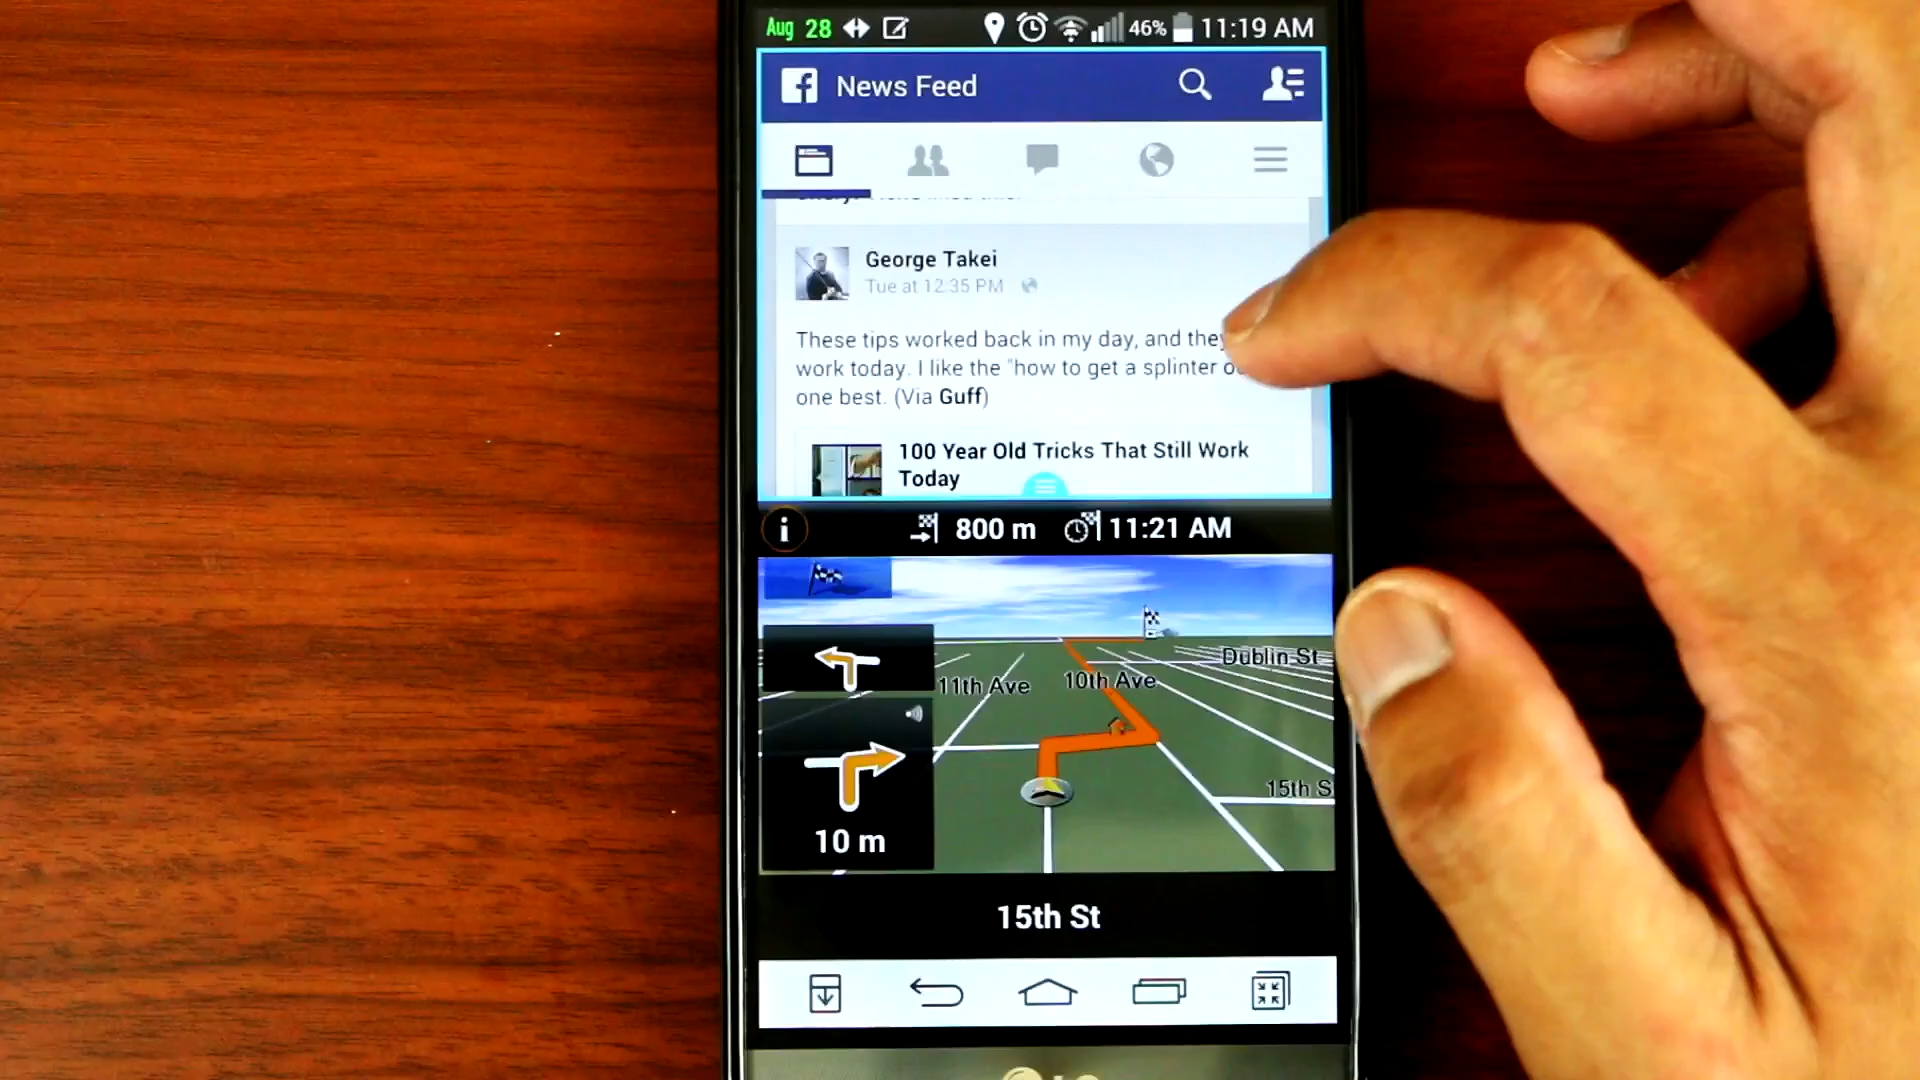 Aug 28 46% 11:19 AM
News Feed
George Takei
Tue at 12:35 PM
These tips worked back in my day, and they
work today. I like the "how to get a splinter
one best. (Via Guff)
100 Year Old Tricks That Still Work
Today
i 800 m 11:21 AM
Dublin St
11th Ave 10th Ave
15th S
10 m
15th St